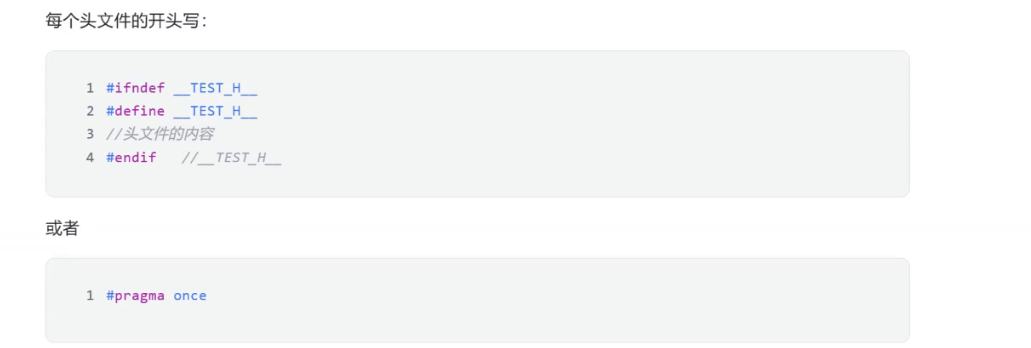 每个头文件的开头写：
1 #ifndef __TEST_H__
2 #define __TEST_H__
3 //头文件的内容
4 #endif   //__TEST_H__
或者
1 #pragma once